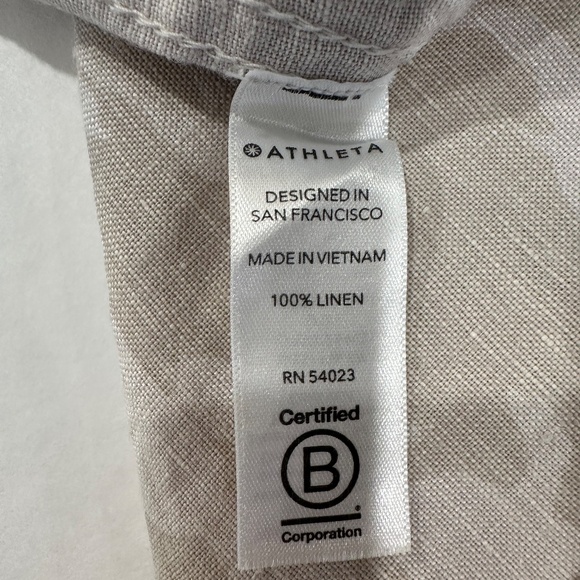 ATHLETA
DESIGNED IN
SAN FRANCISCO
MADE IN VIETNAM
100% LINEN
RN 54023
Certified
B
Corporation